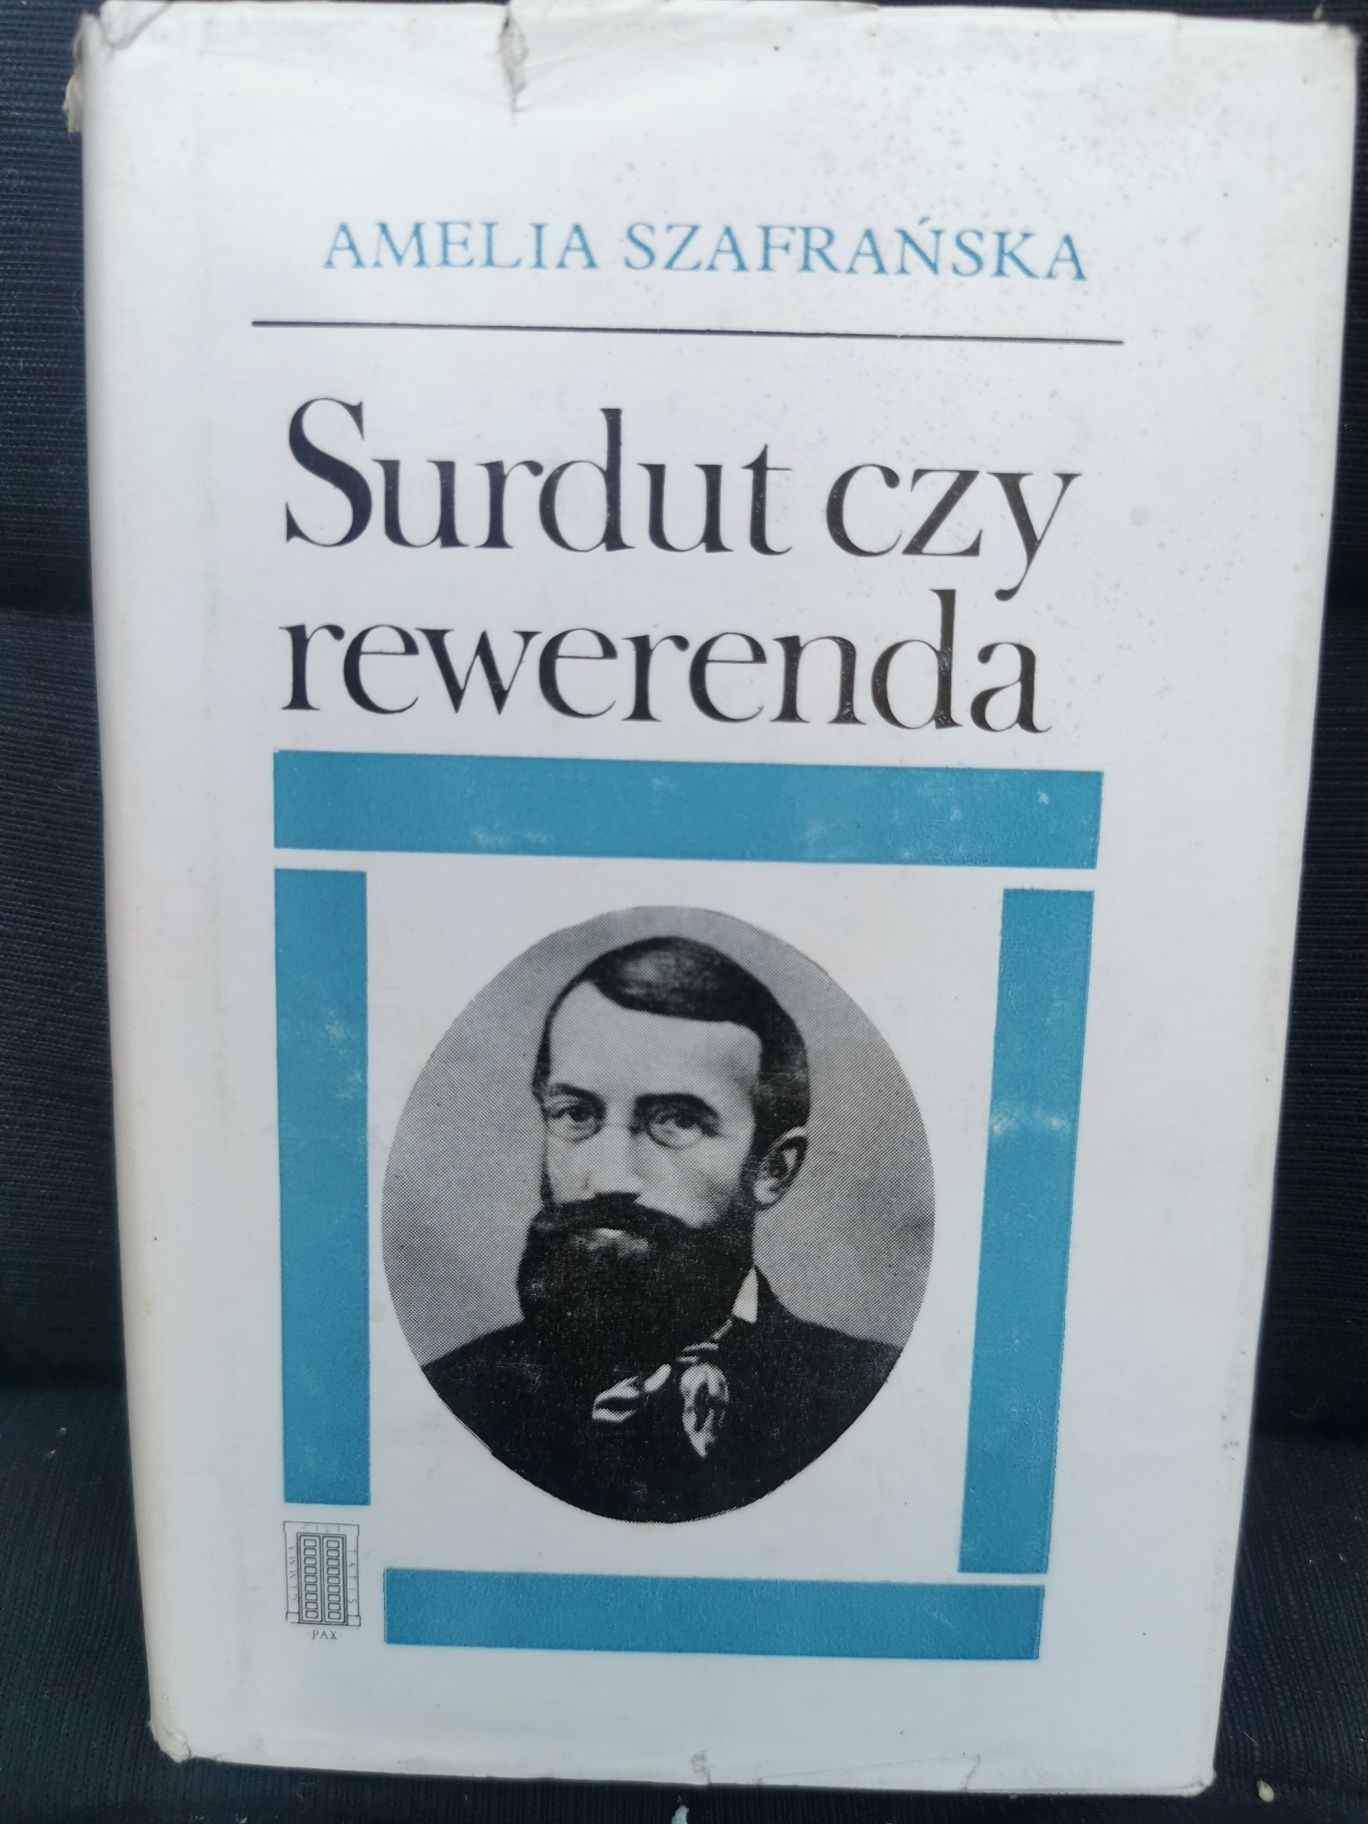 AMELIA SZAFRAŃSKA
Surdut czy
rewerenda
PAX